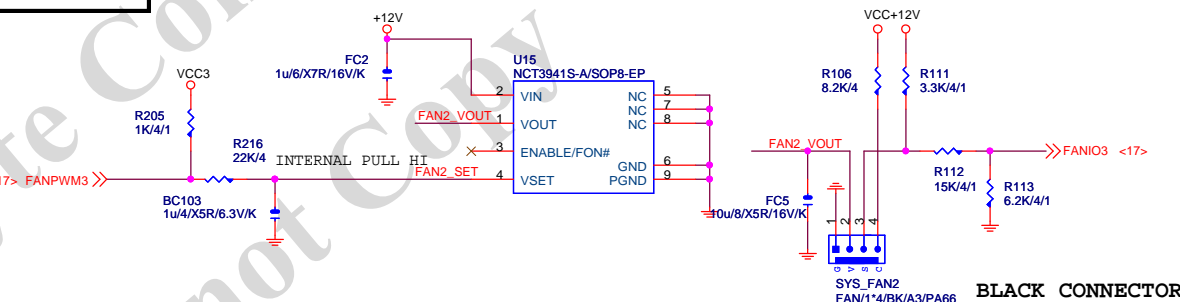 +12V
FC2
1u/6/X7R/16V/K
VCC3
R205
1K/4/1
R216
22K/4
INTERNAL PULL HI
FANPWM3
BC103
1u/4/X5R/6.3V/K
U15
NCT3941S-A/SOP8-EP
2 VIN
FAN2_VOUT 1 VOUT
3 ENABLE/FON#
FAN2_SET 4 VSET
NC 5
NC 7
NC 8
GND 6
PGND 9
VCC +12V
R106
8.2K/4
R111
3.3K/4/1
FAN2_VOUT
FANIO3 <17>
R112
15K/4/1
R113
6.2K/4/1
FC5
10u/8/X5R/16V/K
1 2 3 4
G V S C
SYS_FAN2
FAN/1*4/BK/A3/PA66
BLACK CONNECTOR
not Copy